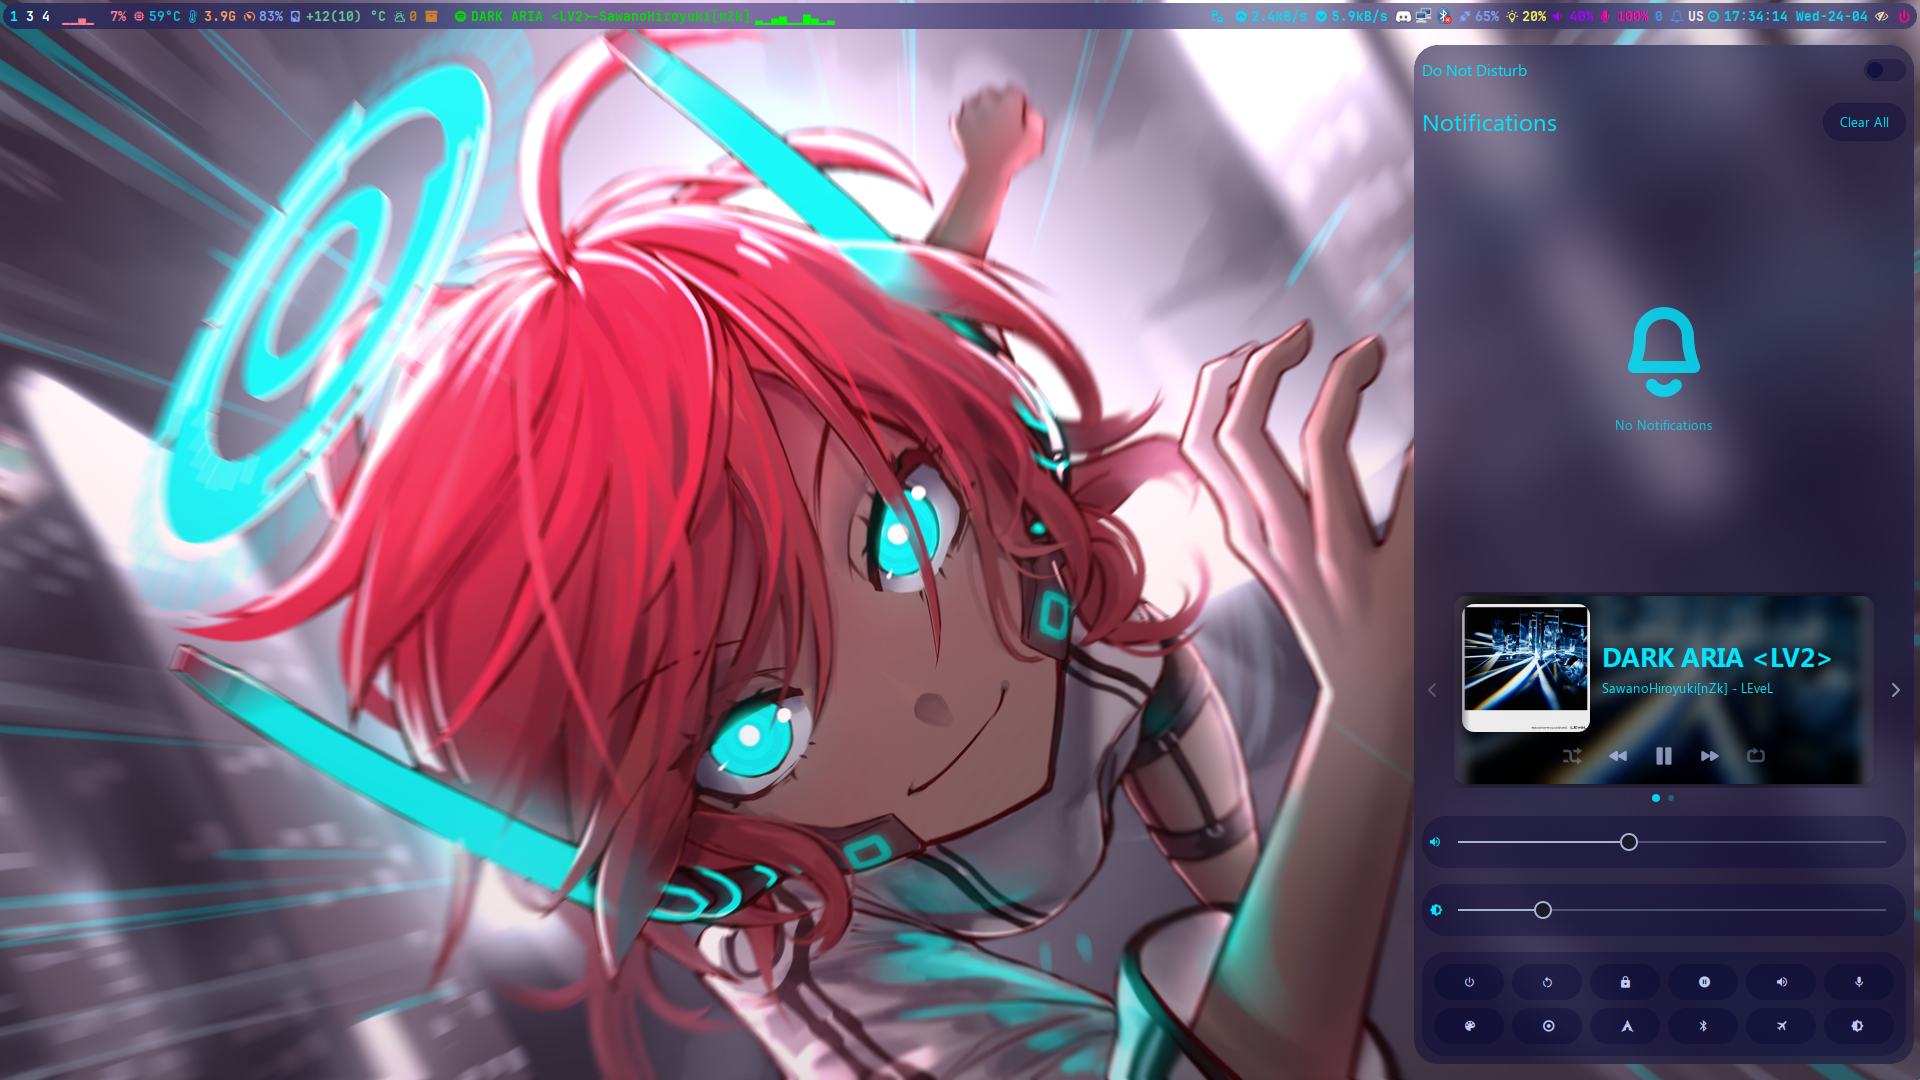 1 3 4 7% 59°C 3.9G 83% +12(10) °C 0 DARK ARIA <LV2>—SawanoHiroyuki[nZk] 2.4kB/s 5.9kB/s 65% 20% 40% 100% 0 US 17:34:14 Wed-24-04
Do Not Disturb
Notifications
Clear All
No Notifications
DARK ARIA <LV2>
SawanoHiroyuki[nZk] - LEveL